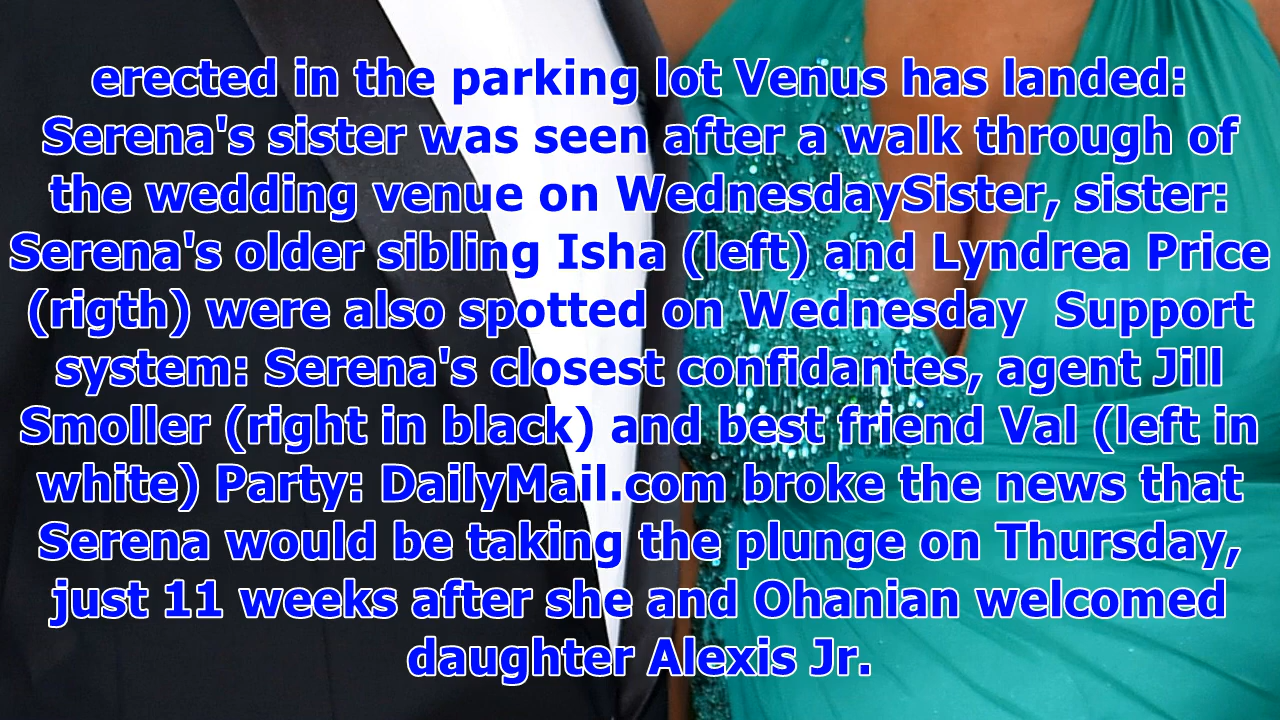 erected in the parking lot Venus has landed:
Serena's sister was seen after a walk through of
the wedding venue on WednesdaySister, sister:
Serena's older sibling Isha (left) and Lyndrea Price
(rigth) were also spotted on Wednesday  Support
system: Serena's closest confidantes, agent Jill
Smoller (right in black) and best friend Val (left in
white) Party: DailyMail.com broke the news that
Serena would be taking the plunge on Thursday,
just 11 weeks after she and Ohanian welcomed
daughter Alexis Jr.